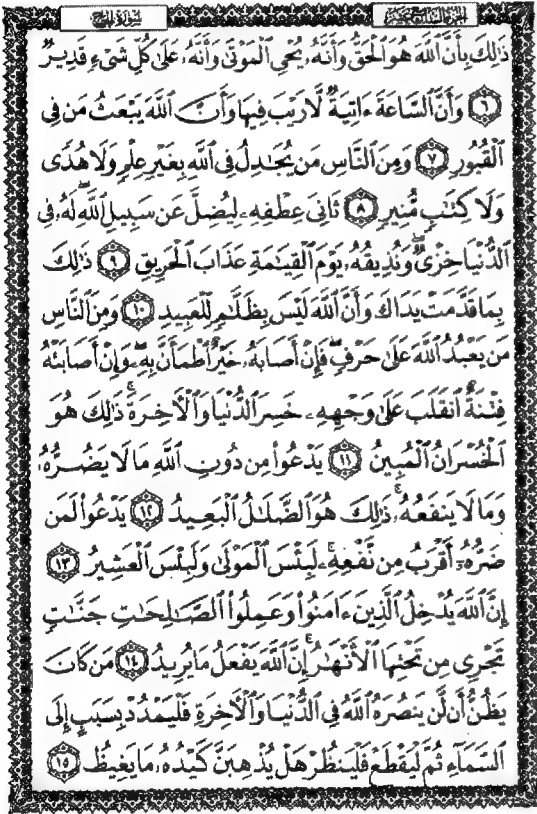 الجزء السابع عشر
سورة الحج
ذَٰلِكَ بِأَنَّ ٱللَّهَ هُوَ ٱلْحَقُّ وَأَنَّهُۥ يُحْىِ ٱلْمَوْتَىٰ وَأَنَّهُۥ عَلَىٰ كُلِّ شَىْءٍ قَدِيرٌ
٦ وَأَنَّ ٱلسَّاعَةَ ءَاتِيَةٌ لَّا رَيْبَ فِيهَا وَأَنَّ ٱللَّهَ يَبْعَثُ مَن فِى
ٱلْقُبُورِ ٧ وَمِنَ ٱلنَّاسِ مَن يُجَٰدِلُ فِى ٱللَّهِ بِغَيْرِ عِلْمٍ وَلَا هُدًى
وَلَا كِتَٰبٍ مُّنِيرٍ ٨ ثَانِىَ عِطْفِهِۦ لِيُضِلَّ عَن سَبِيلِ ٱللَّهِۖ لَهُۥ فِى
ٱلدُّنْيَا خِزْىٌۖ وَنُذِيقُهُۥ يَوْمَ ٱلْقِيَٰمَةِ عَذَابَ ٱلْحَرِيقِ ٩ ذَٰلِكَ
بِمَا قَدَّمَتْ يَدَاكَ وَأَنَّ ٱللَّهَ لَيْسَ بِظَلَّٰمٍ لِّلْعَبِيدِ ١٠ وَمِنَ ٱلنَّاسِ
مَن يَعْبُدُ ٱللَّهَ عَلَىٰ حَرْفٍۖ فَإِنْ أَصَابَهُۥ خَيْرٌ ٱطْمَأَنَّ بِهِۦۖ وَإِنْ أَصَابَتْهُ
فِتْنَةٌ ٱنقَلَبَ عَلَىٰ وَجْهِهِۦ خَسِرَ ٱلدُّنْيَا وَٱلْأَخِرَةَۚ ذَٰلِكَ هُوَ
ٱلْخُسْرَانُ ٱلْمُبِينُ ١١ يَدْعُوا۟ مِن دُونِ ٱللَّهِ مَا لَا يَضُرُّهُۥ
وَمَا لَا يَنفَعُهُۥۚ ذَٰلِكَ هُوَ ٱلضَّلَٰلُ ٱلْبَعِيدُ ١٢ يَدْعُوا۟ لَمَن
ضَرُّهُۥٓ أَقْرَبُ مِن نَّفْعِهِۦۚ لَبِئْسَ ٱلْمَوْلَىٰ وَلَبِئْسَ ٱلْعَشِيرُ ١٣
إِنَّ ٱللَّهَ يُدْخِلُ ٱلَّذِينَ ءَامَنُوا۟ وَعَمِلُوا۟ ٱلصَّٰلِحَٰتِ جَنَّٰتٍ
تَجْرِى مِن تَحْتِهَا ٱلْأَنْهَٰرُۚ إِنَّ ٱللَّهَ يَفْعَلُ مَا يُرِيدُ ١٤ مَن كَانَ
يَظُنُّ أَن لَّن يَنصُرَهُ ٱللَّهُ فِى ٱلدُّنْيَا وَٱلْأَخِرَةِ فَلْيَمْدُدْ بِسَبَبٍ إِلَى
ٱلسَّمَآءِ ثُمَّ لْيَقْطَعْ فَلْيَنظُرْ هَلْ يُذْهِبَنَّ كَيْدُهُۥ مَا يَغِيظُ ١٥